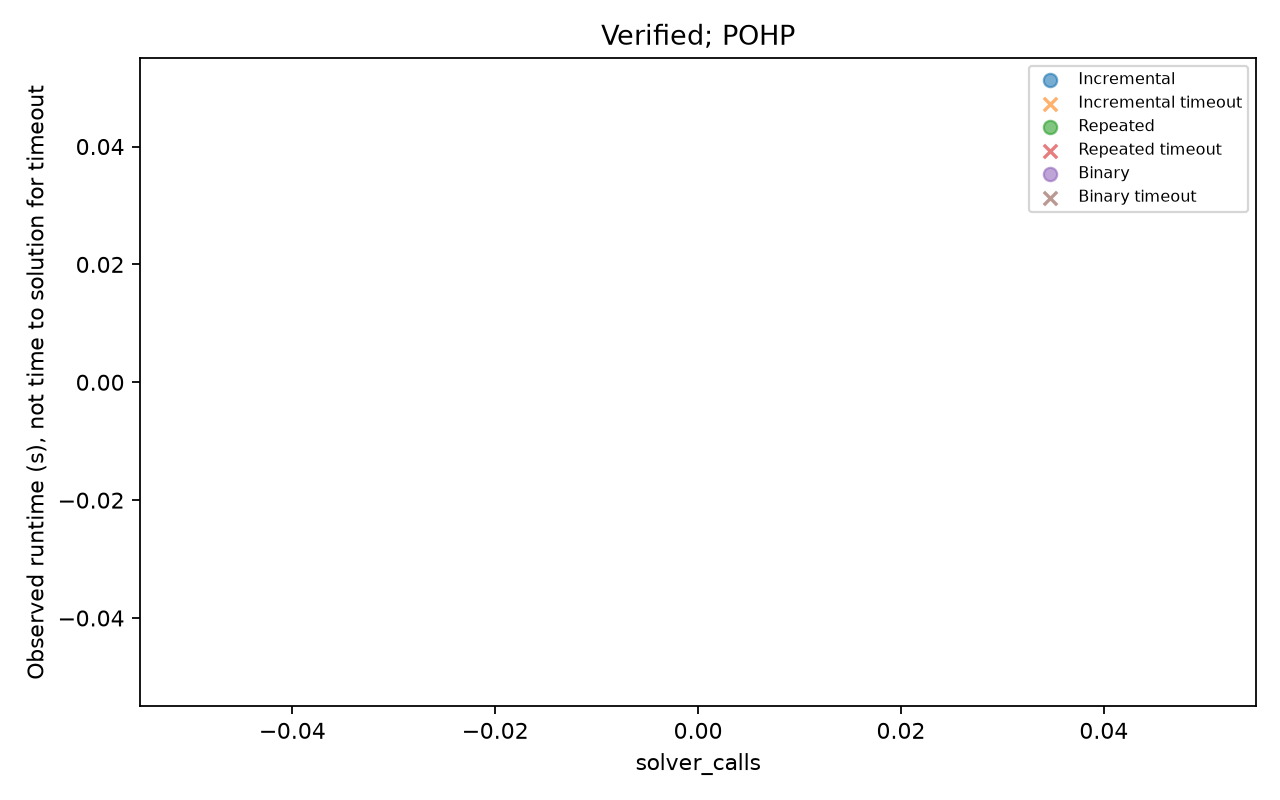 Verified; POHP
Observed runtime (s), not time to solution for timeout
0.04
0.02
0.00
−0.02
−0.04
Incremental
Incremental timeout
Repeated
Repeated timeout
Binary
Binary timeout
−0.04
−0.02
0.00
0.02
0.04
solver_calls